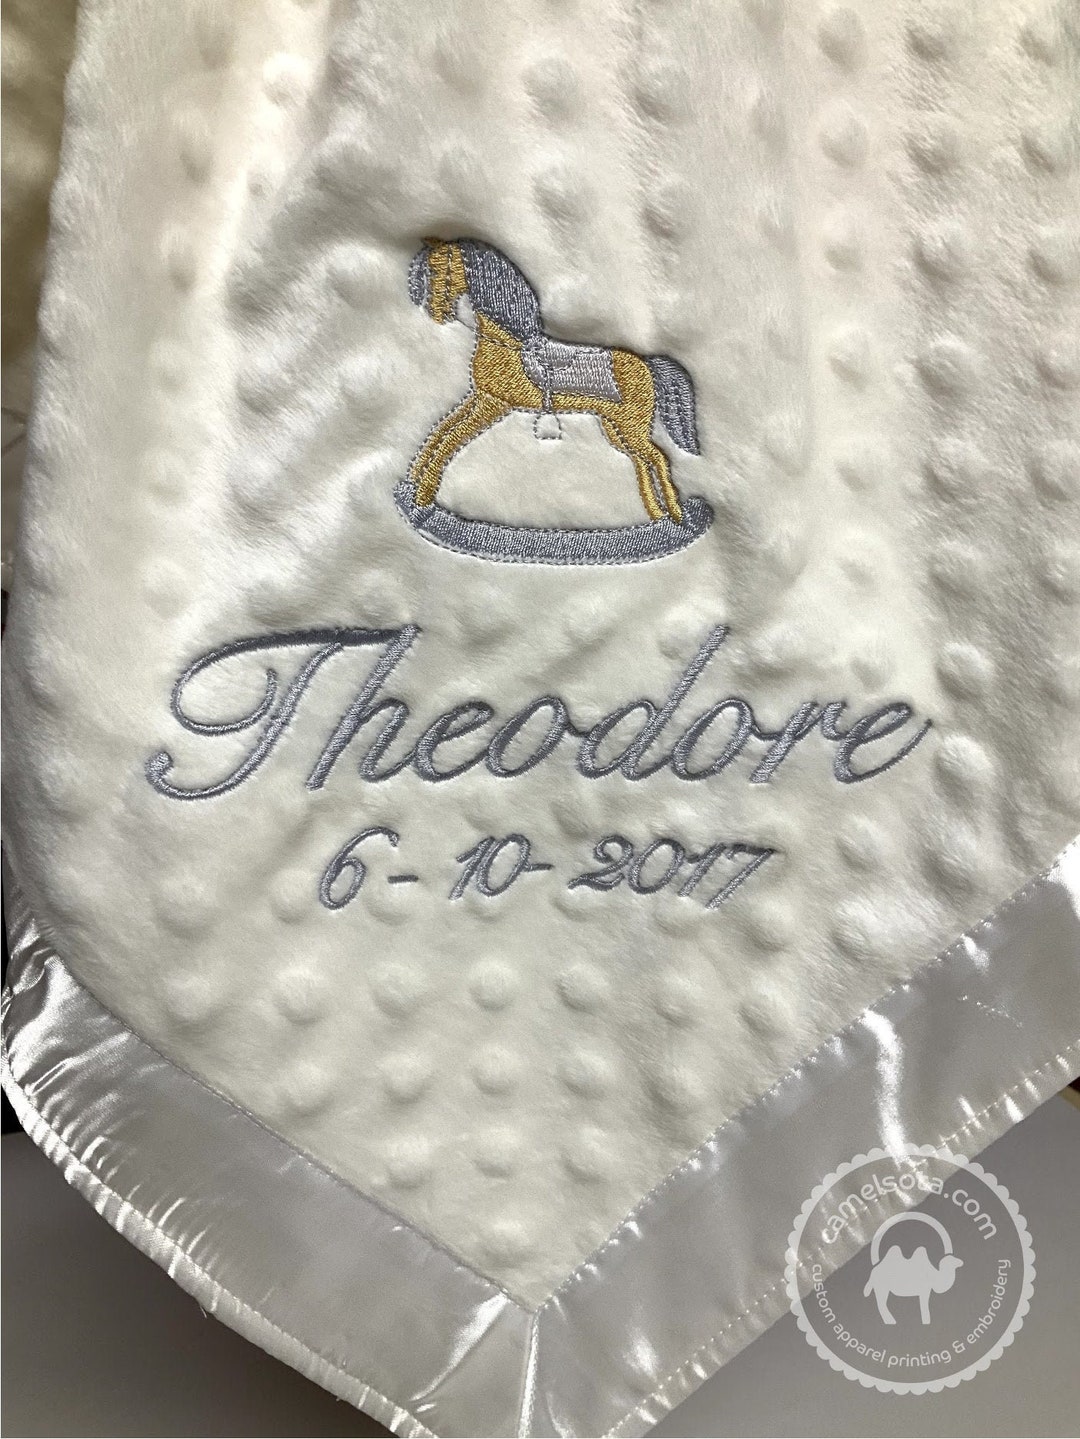 Theodore
6-10-2017
camelsota.com
custom apparel printing & embroidery